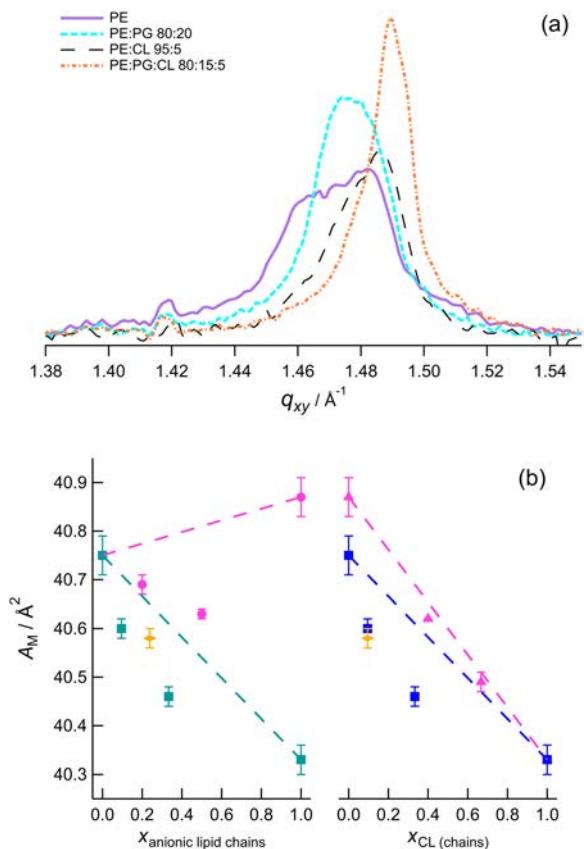 PE
PE:PG 80:20
PE:CL 95:5
PE:PG:CL 80:15:5
(a)
1.38 1.40 1.42 1.44 1.46 1.48 1.50 1.52 1.54
qxy / Å-1
(b)
40.9
40.8
40.7
40.6
40.5
40.4
40.3
AM / Å2
0.0 0.2 0.4 0.6 0.8 1.0 0.0 0.2 0.4 0.6 0.8 1.0
xanionic lipid chains xCL (chains)